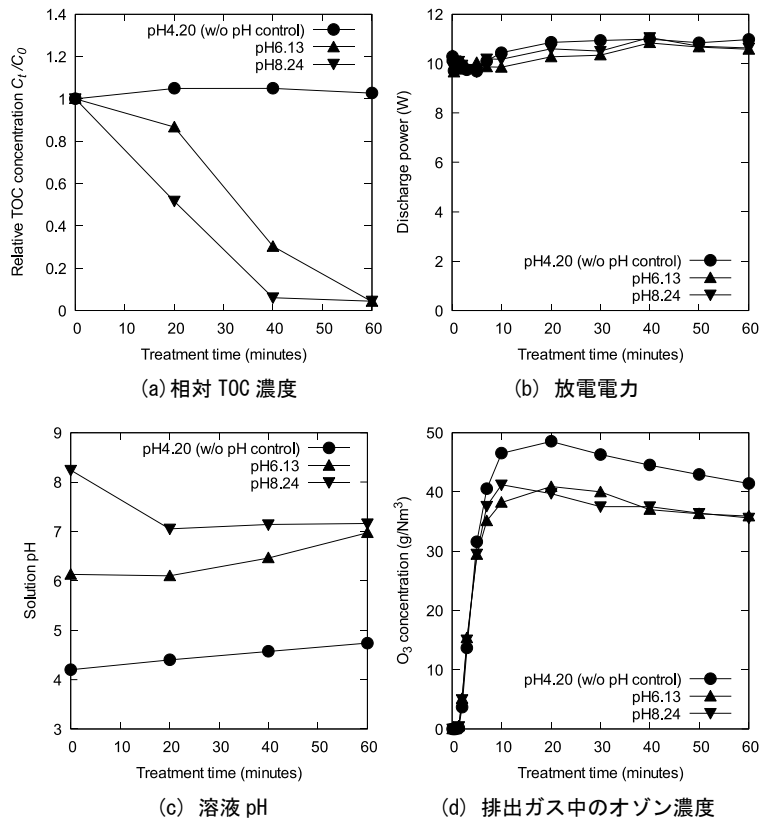 1.4
1.2
1
0.8
0.6
0.4
0.2
0
Relative TOC concentration Ct/C0
pH4.20 (w/o pH control)
pH6.13
pH8.24
0 10 20 30 40 50 60
Treatment time (minutes)
(a)相対 TOC 濃度
12
10
8
6
4
2
0
Discharge power (W)
pH4.20 (w/o pH control)
pH6.13
pH8.24
0 10 20 30 40 50 60
Treatment time (minutes)
(b) 放電電力
9
8
7
6
5
4
3
Solution pH
pH4.20 (w/o pH control)
pH6.13
pH8.24
0 10 20 30 40 50 60
Treatment time (minutes)
(c) 溶液 pH
50
40
30
20
10
0
O3 concentration (g/Nm3)
pH4.20 (w/o pH control)
pH6.13
pH8.24
0 10 20 30 40 50 60
Treatment time (minutes)
(d) 排出ガス中のオゾン濃度